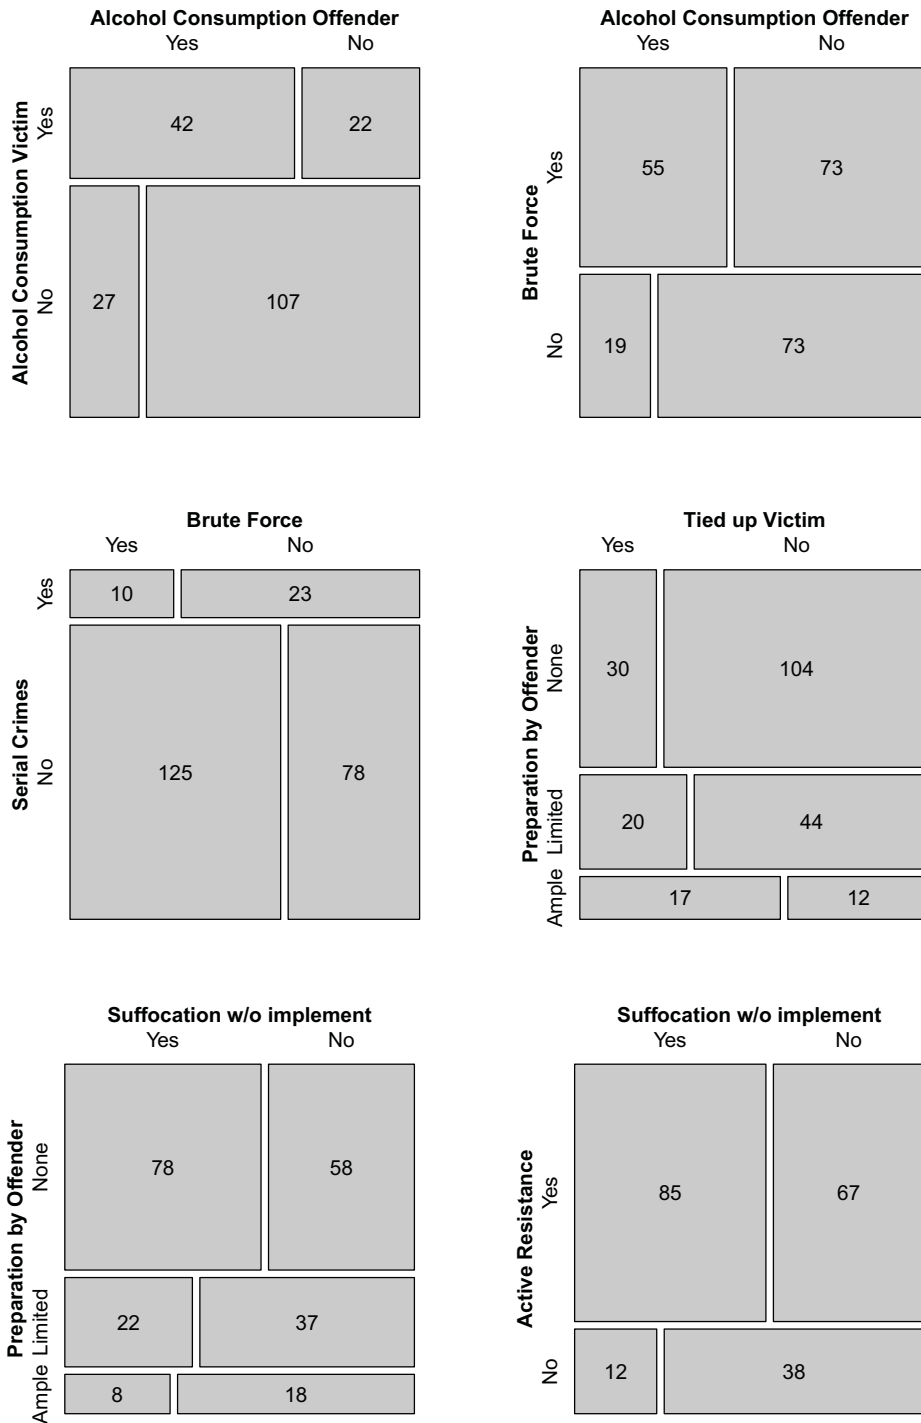 Alcohol Consumption Offender
Yes No
Alcohol Consumption Victim
Yes
No
42 22
27 107
Alcohol Consumption Offender
Yes No
Brute Force
Yes
No
55 73
19 73
Brute Force
Yes No
Serial Crimes
Yes
No
10 23
125 78
Tied up Victim
Yes No
Preparation by Offender
None
Limited
Ample
30 104
20 44
17 12
Suffocation w/o implement
Yes No
Preparation by Offender
None
Limited
Ample
78 58
22 37
8 18
Suffocation w/o implement
Yes No
Active Resistance
Yes
No
85 67
12 38